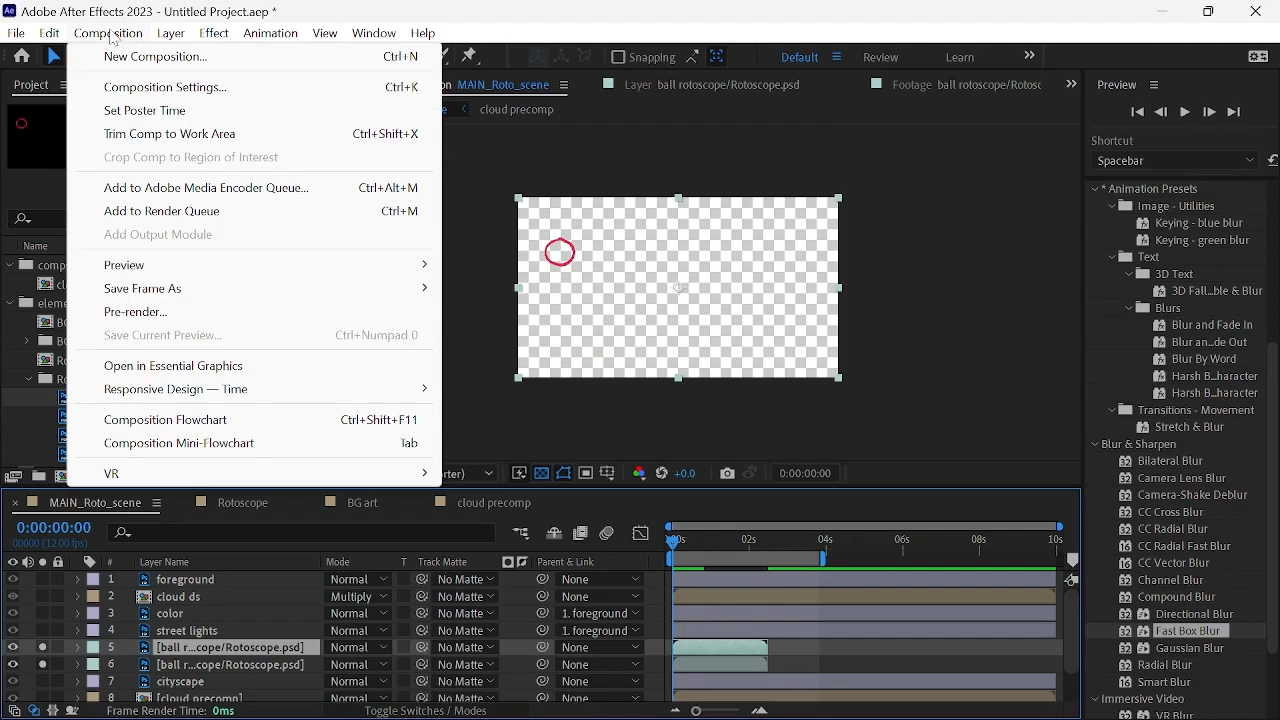 Adobe After Effects 2023 - Untitled Project.aep *
File Edit Composition Layer Effect Animation View Window Help
Snapping Default Review Learn
Project
MAIN_Roto_scene
Layer ball rotoscope/Rotoscope.psd
Footage ball rotoscope/Rotosc
Preview
cloud precomp
Shortcut
Spacebar
New Composition... Ctrl+N
Composition Settings... Ctrl+K
Set Poster Time
Trim Comp to Work Area Ctrl+Shift+X
Crop Comp to Region of Interest
Add to Adobe Media Encoder Queue... Ctrl+Alt+M
Add to Render Queue Ctrl+M
Add Output Module
Preview
Save Frame As
Pre-render...
Save Current Preview... Ctrl+Numpad 0
Open in Essential Graphics
Responsive Design — Time
Composition Flowchart Ctrl+Shift+F11
Composition Mini-Flowchart Tab
VR
Name
comp
elem
* Animation Presets
Image - Utilities
Keying - blue blur
Keying - green blur
Text
3D Text
3D Fall...ble & Blur
Blurs
Blur and Fade In
Blur an...de Out
Blur By Word
Harsh B...haracter
Harsh B...haracter
Transitions - Movement
Stretch & Blur
Blur & Sharpen
Bilateral Blur
Camera Lens Blur
Camera-Shake Deblur
CC Cross Blur
CC Radial Blur
CC Radial Fast Blur
CC Vector Blur
Channel Blur
Compound Blur
Directional Blur
Fast Box Blur
Gaussian Blur
Radial Blur
Smart Blur
Immersive Video
VR Blur
+0.0 0:00:00:00
MAIN_Roto_scene Rotoscope BG art cloud precomp
0:00:00:00
00000 (12.00 fps)
02s 04s 06s 08s 10s
# Layer Name Mode T Track Matte Parent & Link
1 foreground Normal No Matte None
2 cloud ds Multiply No Matte None
3 color Normal No Matte 1. foreground
4 street lights Normal No Matte 1. foreground
5 [ball r...cope/Rotoscope.psd] Normal No Matte None
6 [ball r...cope/Rotoscope.psd] Normal No Matte None
7 cityscape Normal No Matte None
8 [cloud precomp] Normal No Matte None
Frame Render Time: 0ms Toggle Switches / Modes